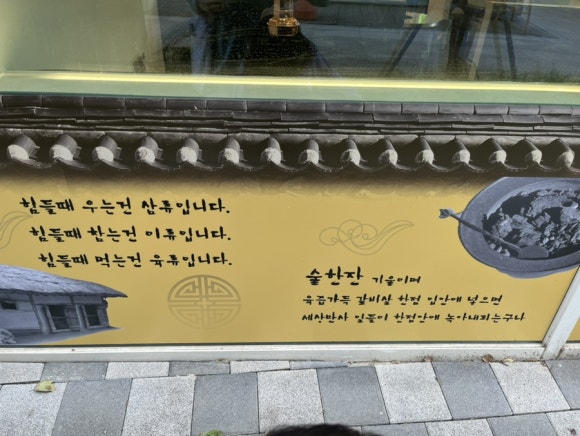 힘들때 우는건 삼류입니다.
힘들때 참는건 이류입니다.
힘들때 먹는건 육류입니다.
술한잔 기울이며
육즙가득 갈비살 한점 입안에 넣으면
세상만사 일들이 한점안에 녹아내리는구나